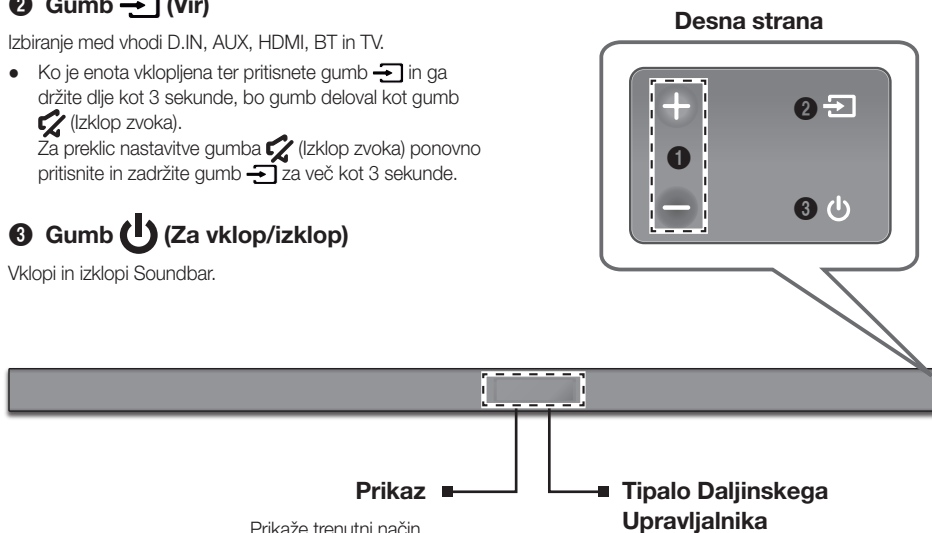 ❷ Gumb (Vir)
Izbiranje med vhodi D.IN, AUX, HDMI, BT in TV.
● Ko je enota vklopljena ter pritisnete gumb in ga
držite dlje kot 3 sekunde, bo gumb deloval kot gumb
(Izklop zvoka).
Za preklic nastavitve gumba (Izklop zvoka) ponovno
pritisnite in zadržite gumb za več kot 3 sekunde.
❸ Gumb (Za vklop/izklop)
Vklopi in izklopi Soundbar.
Desna strana
+
❷
❶
−
❸
Prikaz
Prikaže trenutni način.
Tipalo Daljinskega
Upravljalnika